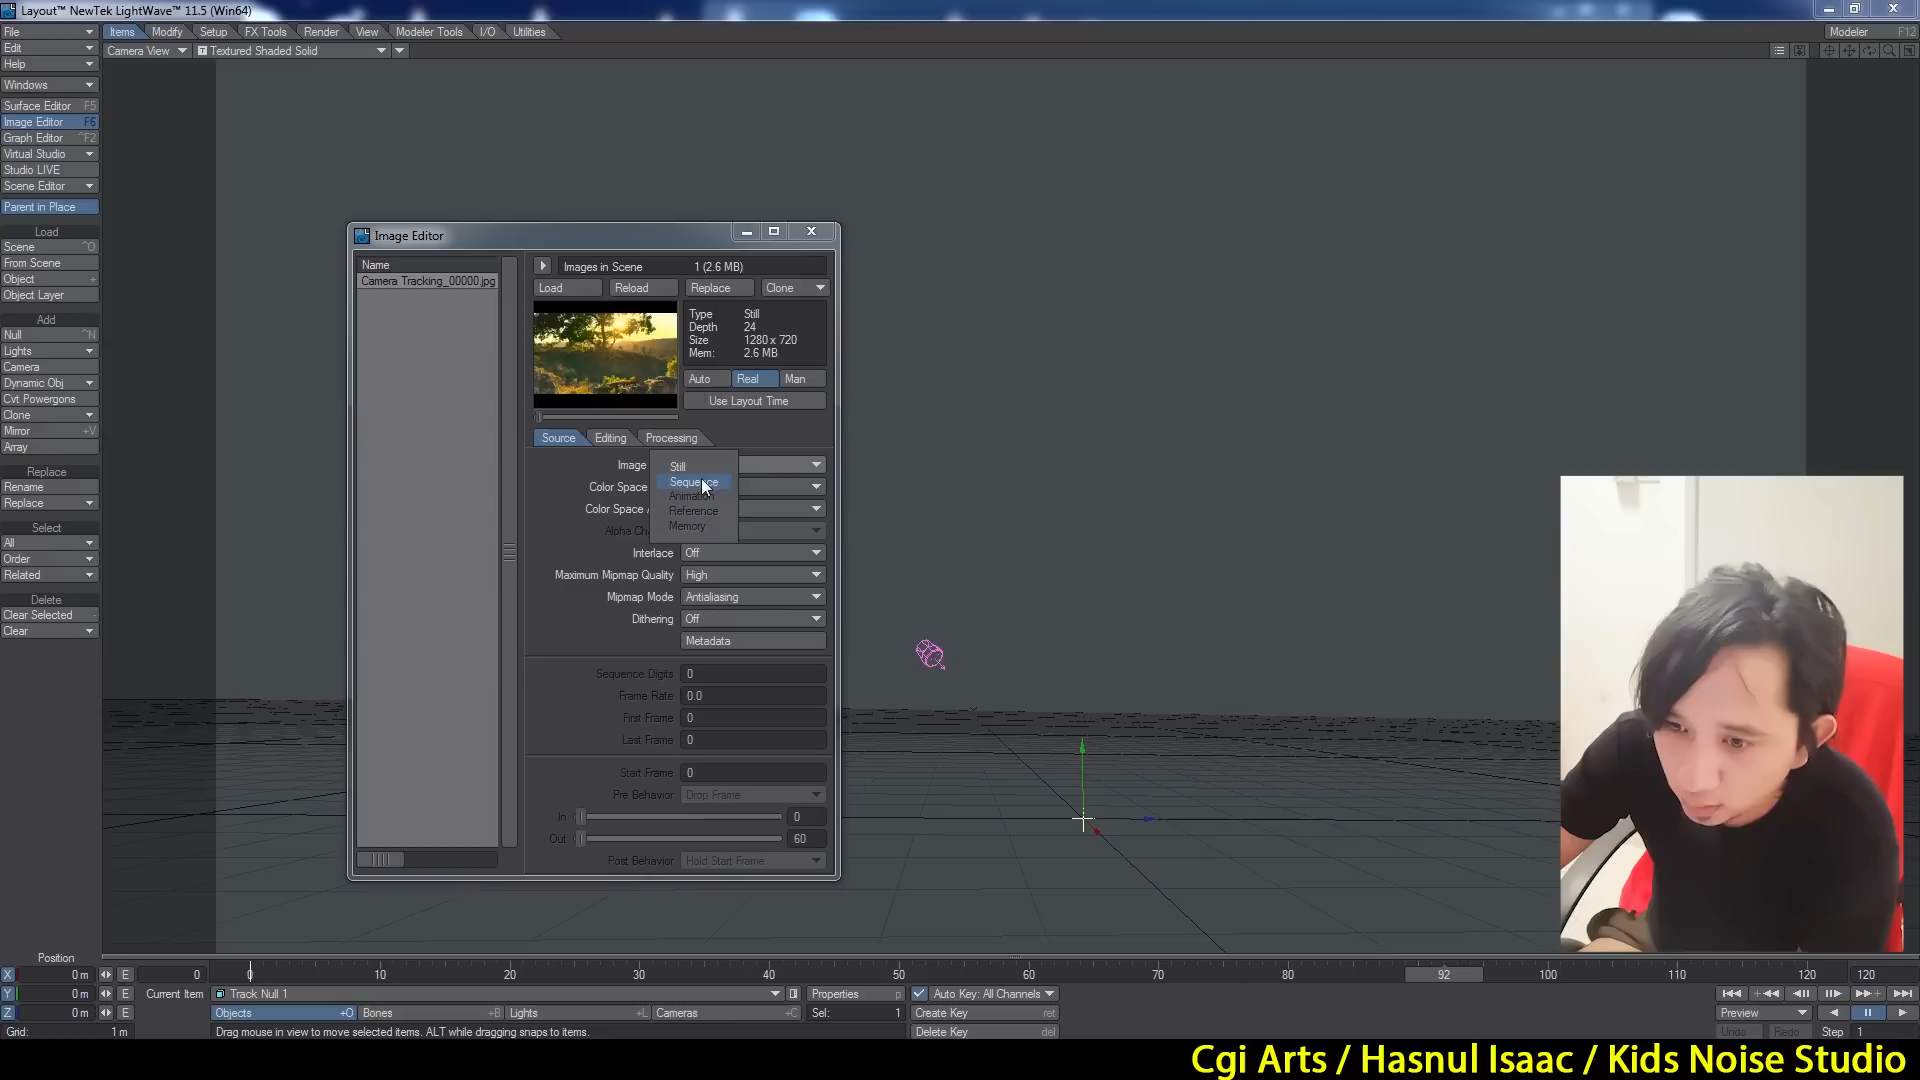 Layout™ NewTek LightWave™ 11.5 (Win64)
File
Items Modify Setup FX Tools Render View Modeler Tools I/O Utilities
Modeler F12
Edit
Camera View
Textured Shaded Solid
Help
Windows
Surface Editor F5
Image Editor F6
Graph Editor ^F2
Virtual Studio
Studio LIVE
Scene Editor
Parent in Place
Load
Scene ^O
From Scene
Object +
Object Layer
Add
Null ^N
Lights
Camera
Dynamic Obj
Cvt Powergons
Clone
Mirror +V
Array
Replace
Rename
Replace
Select
All
Order
Related
Delete
Clear Selected -
Clear
Image Editor
Name
Camera Tracking_00000.jpg
Images in Scene 1 (2.6 MB)
Load Reload Replace Clone
Type Still
Depth 24
Size 1280 x 720
Mem: 2.6 MB
Auto Real Man
Use Layout Time
Source Editing Processing
Image
Color Space
Color Space
Alpha Ch
Still
Sequence
Animation
Reference
Memory
Interlace Off
Maximum Mipmap Quality High
Mipmap Mode Antialiasing
Dithering Off
Metadata
Sequence Digits 0
Frame Rate 0.0
First Frame 0
Last Frame 0
Start Frame 0
Pre Behavior Drop Frame
In 0
Out 60
Post Behavior Hold Start Frame
Position
X 0 m E
0 0 10 20 30 40 50 60 70 80 92 100 110 120 120
Y 0 m E
Current Item Track Null 1
Properties p
Auto Key: All Channels
Z 0 m E
Objects +O Bones +B Lights +L Cameras +C
Sel: 1
Create Key ret
Preview
Grid: 1 m
Drag mouse in view to move selected items. ALT while dragging snaps to items.
Delete Key del
Undo Redo Step 1
Cgi Arts / Hasnul Isaac / Kids Noise Studio